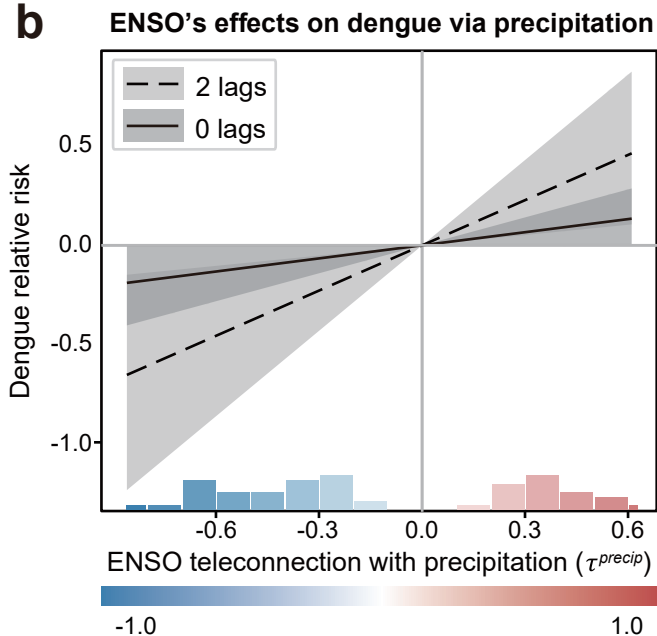 b ENSO’s effects on dengue via precipitation
2 lags
0 lags
Dengue relative risk
0.5
0.0
-0.5
-1.0
-0.6 -0.3 0.0 0.3 0.6
ENSO teleconnection with precipitation (τ^precip)
-1.0 1.0